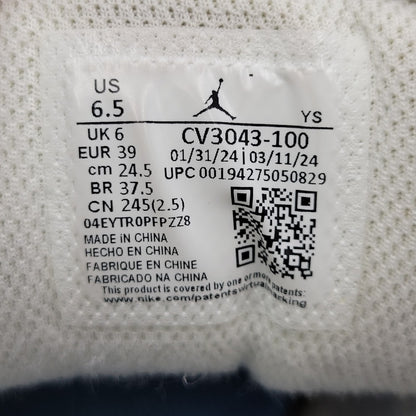 US
6.5
YS
UK 6
EUR 39
cm 24.5
BR 37.5
CN 245(2.5)
CV3043-100
01/31/24 | 03/11/24
UPC 00194275050829
04EYTR0PFPZZ8
MADE iN CHINA
HECHO EN CHINA
FABRIQUE EN CHINE
FABRICADO NA CHINA
This product is covered by one or more patents:
www.nike.com/patentsvirtualmarking